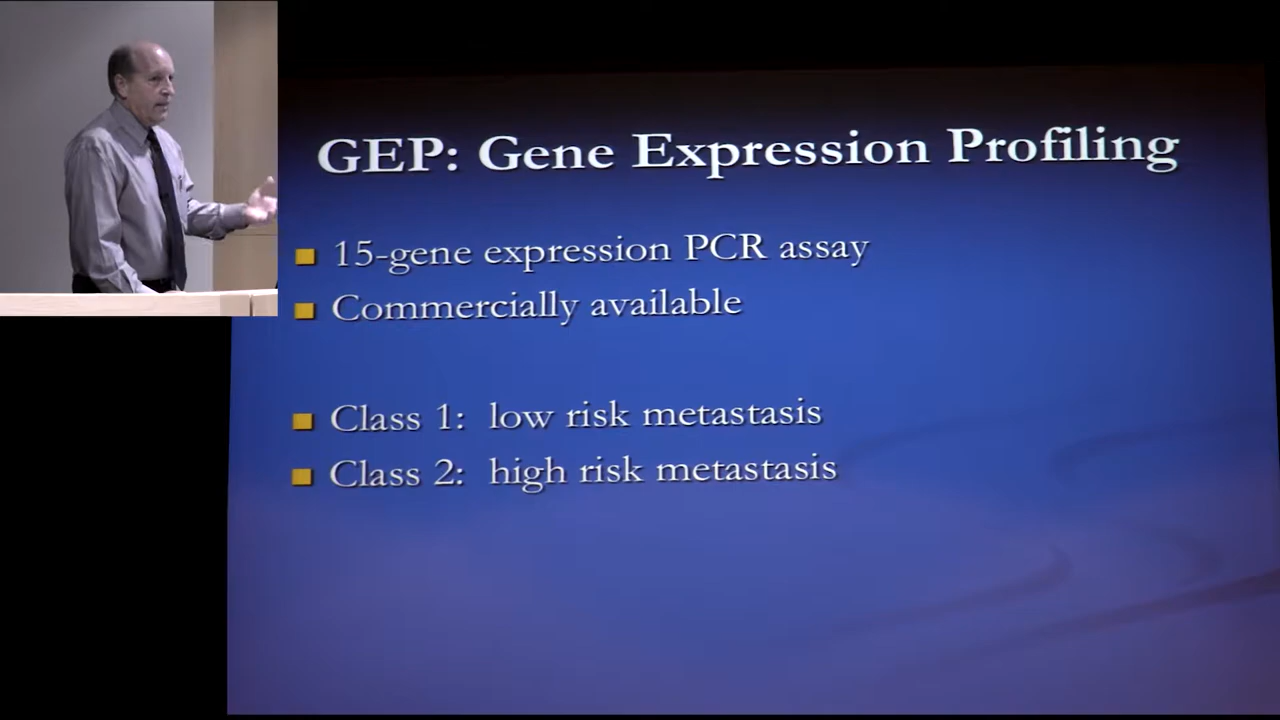 GEP: Gene Expression Profiling
15-gene expression PCR assay
Commercially available
Class 1: low risk metastasis
Class 2: high risk metastasis